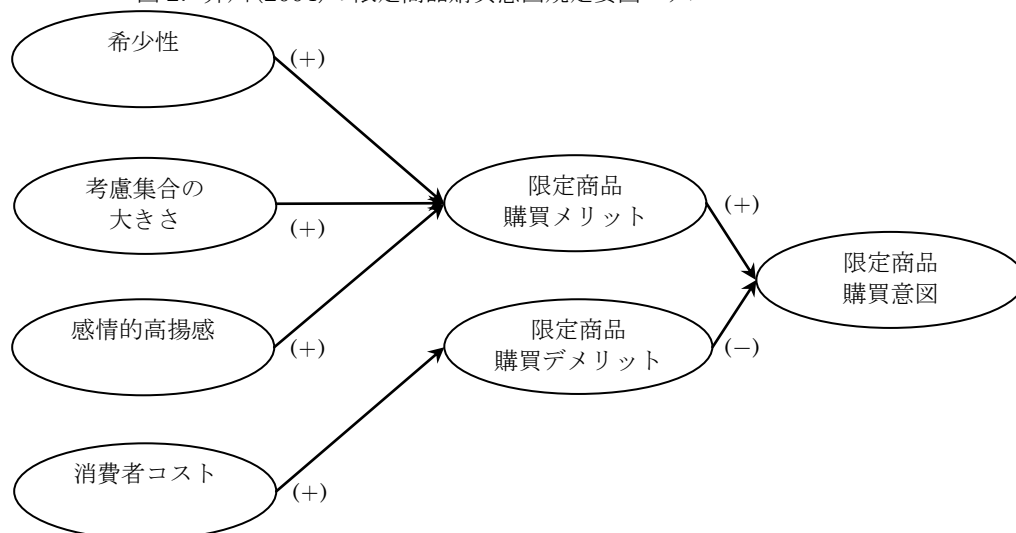 希少性
(+)
考慮集合の
大きさ
(+)
限定商品
購買メリット
(+)
限定商品
購買意図
感情的高揚感
(+)
限定商品
購買デメリット
(−)
消費者コスト
(+)